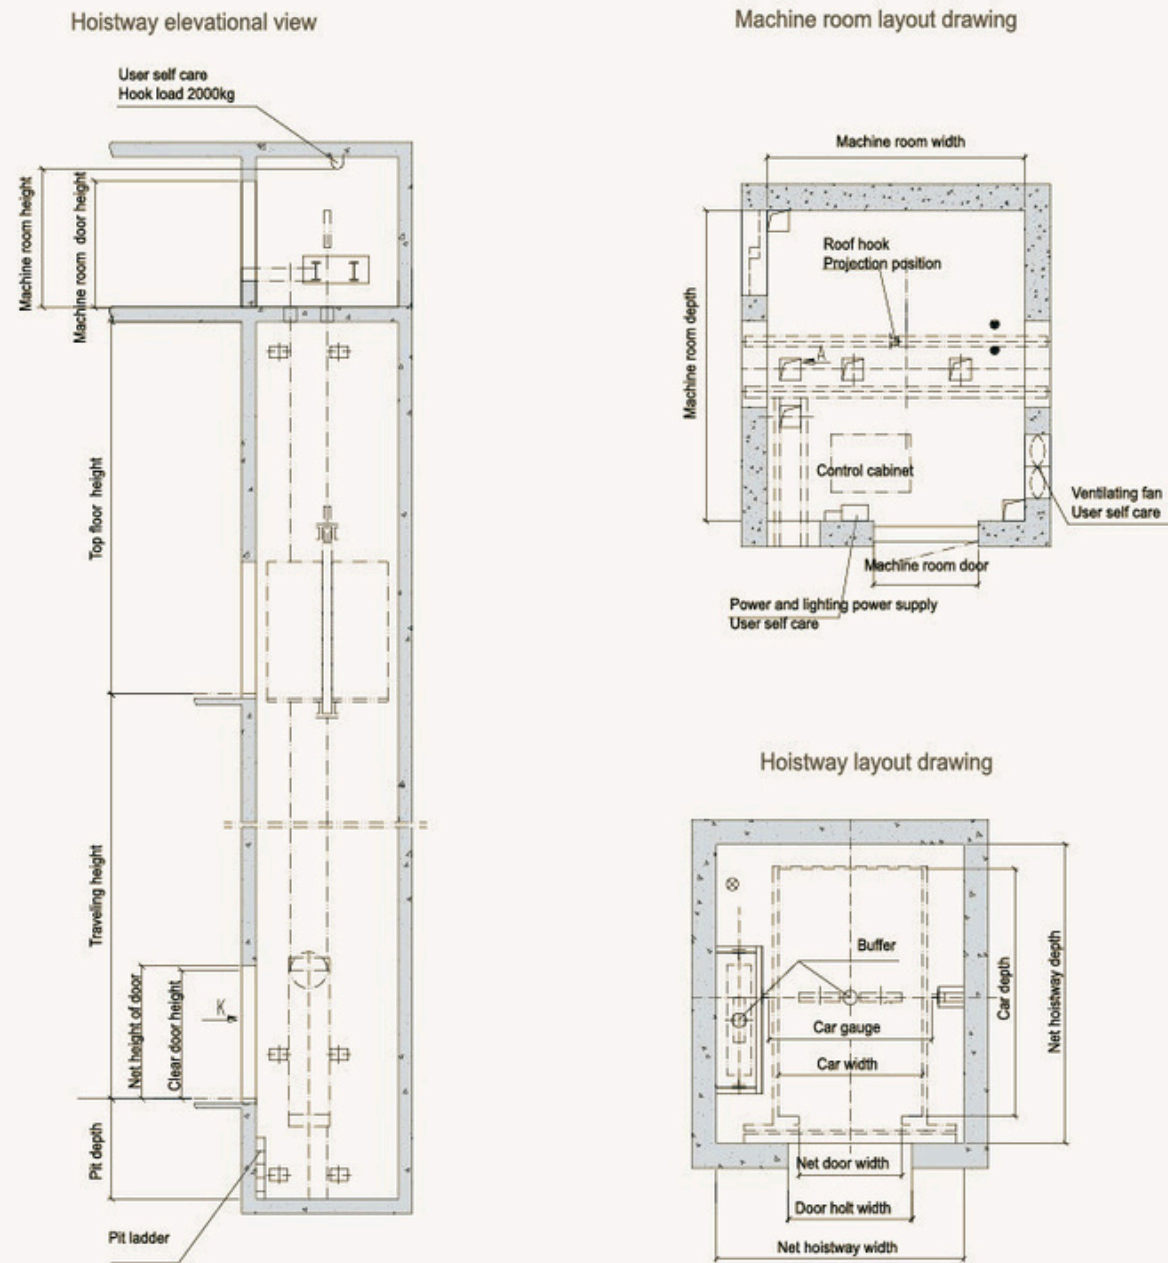 Hoistway elevational view
User self care
Hook load 2000kg
Machine room height
Machine room door height
Top floor height
Traveling height
Net height of door
Clear door height
K
Pit depth
Pit ladder
Machine room layout drawing
Machine room width
Roof hook
Projection position
Machine room depth
A
Control cabinet
Ventilating fan
User self care
Machine room door
Power and lighting power supply
User self care
Hoistway layout drawing
Buffer
Car gauge
Car width
Car depth
Net hoistway depth
Net door width
Door holt width
Net hoistway width